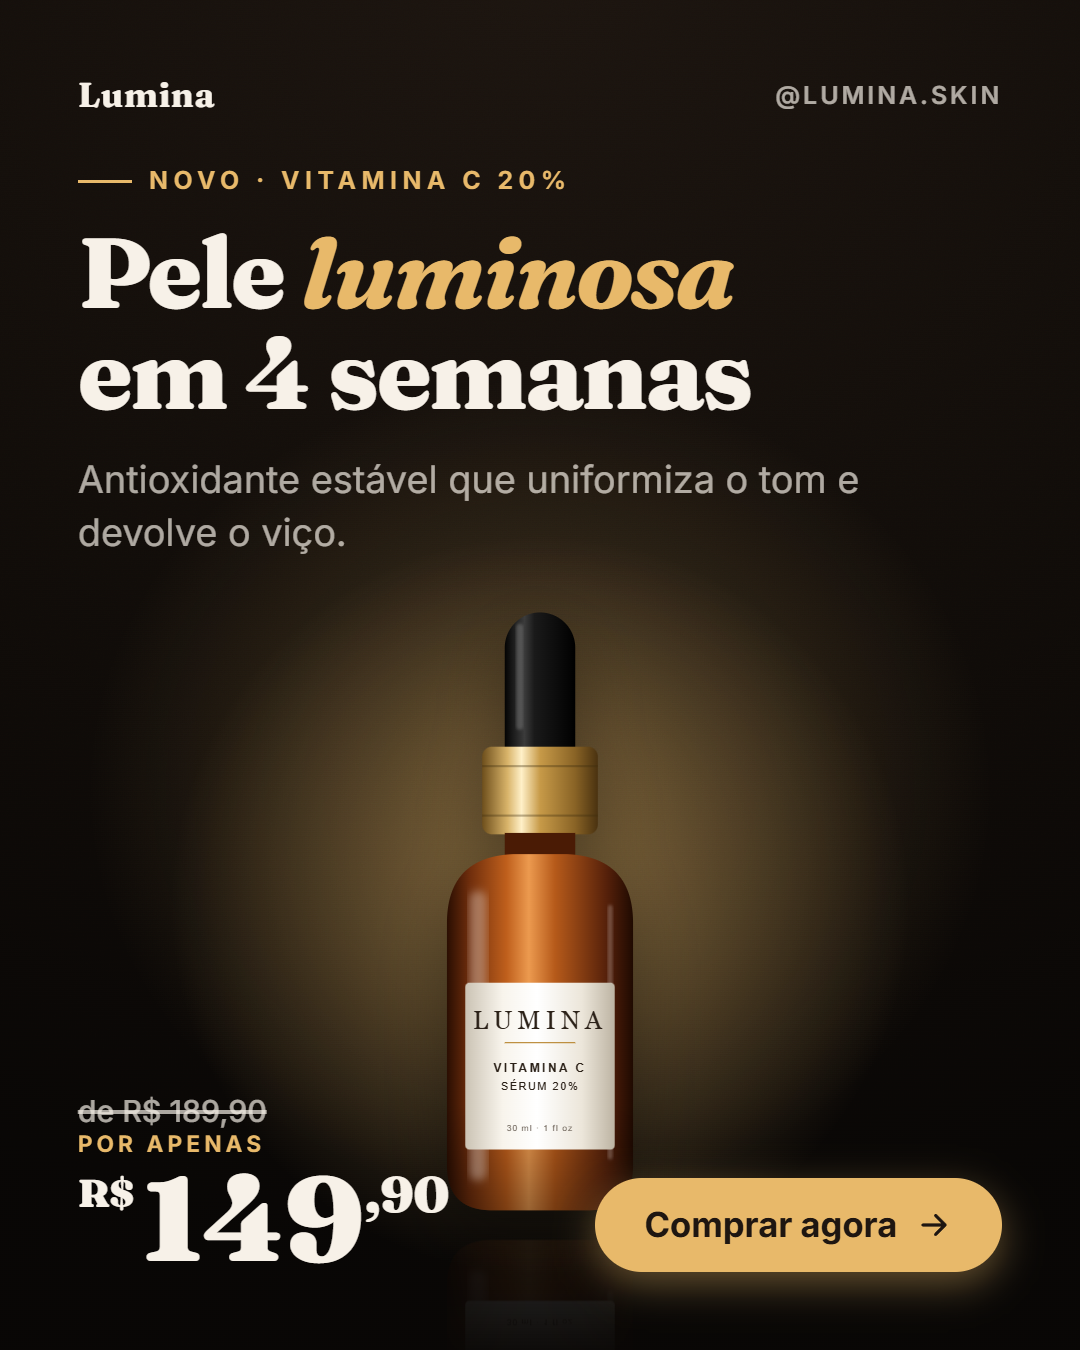 Lumina
@LUMINA.SKIN
NOVO · VITAMINA C 20%
Pele luminosa
em 4 semanas
Antioxidante estável que uniformiza o tom e
devolve o viço.
LUMINA
VITAMINA C
SÉRUM 20%
30 ml · 1 fl oz
de R$ 189,90
POR APENAS
R$ 149,90
Comprar agora →